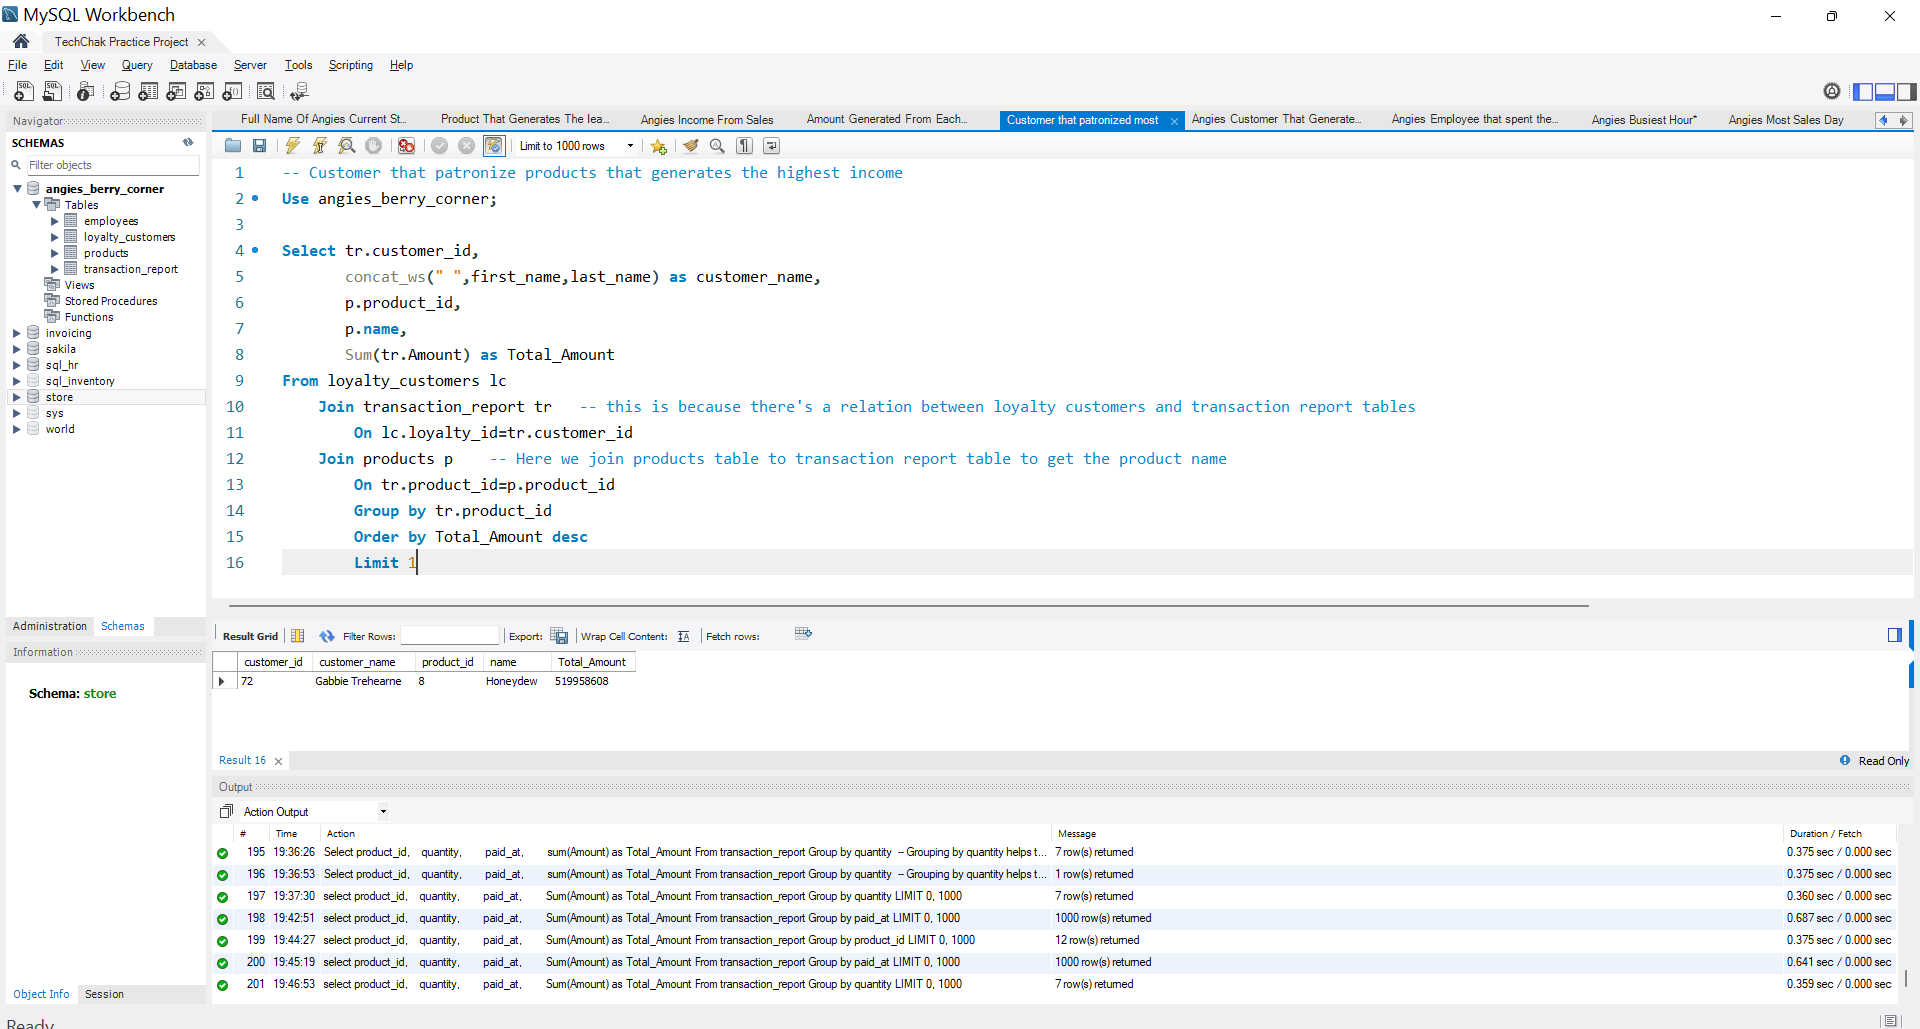 MySQL Workbench
TechChak Practice Project
File Edit View Query Database Server Tools Scripting Help
Navigator
SCHEMAS
Filter objects
angies_berry_corner
Tables
employees
loyalty_customers
products
transaction_report
Views
Stored Procedures
Functions
invoicing
sakila
sql_hr
sql_inventory
store
sys
world
Administration Schemas
Information
Schema: store
Object Info Session
Full Name Of Angies Current St... Product That Generates The lea... Angies Income From Sales Amount Generated From Each... Customer that patronized most Angies Customer That Generate... Angies Employee that spent the... Angies Busiest Hour* Angies Most Sales Day
Limit to 1000 rows
1 -- Customer that patronize products that generates the highest income
2 Use angies_berry_corner;
3
4 Select tr.customer_id,
5 concat_ws(" ",first_name,last_name) as customer_name,
6 p.product_id,
7 p.name,
8 Sum(tr.Amount) as Total_Amount
9 From loyalty_customers lc
10 Join transaction_report tr -- this is because there's a relation between loyalty customers and transaction report tables
11 On lc.loyalty_id=tr.customer_id
12 Join products p -- Here we join products table to transaction report table to get the product name
13 On tr.product_id=p.product_id
14 Group by tr.product_id
15 Order by Total_Amount desc
16 Limit 1
Result Grid Filter Rows: Export: Wrap Cell Content: Fetch rows:
customer_id customer_name product_id name Total_Amount
72 Gabbie Trehearne 8 Honeydew 519958608
Result 16 Read Only
Output
Action Output
# Time Action Message Duration / Fetch
195 19:36:26 Select product_id, quantity, paid_at, sum(Amount) as Total_Amount From transaction_report Group by quantity -- Grouping by quantity helps t... 7 row(s) returned 0.375 sec / 0.000 sec
196 19:36:53 Select product_id, quantity, paid_at, sum(Amount) as Total_Amount From transaction_report Group by quantity -- Grouping by quantity helps t... 1 row(s) returned 0.375 sec / 0.000 sec
197 19:37:30 select product_id, quantity, paid_at, Sum(Amount) as Total_Amount From transaction_report Group by quantity LIMIT 0, 1000 7 row(s) returned 0.360 sec / 0.000 sec
198 19:42:51 select product_id, quantity, paid_at, Sum(Amount) as Total_Amount From transaction_report Group by paid_at LIMIT 0, 1000 1000 row(s) returned 0.687 sec / 0.000 sec
199 19:44:27 select product_id, quantity, paid_at, Sum(Amount) as Total_Amount From transaction_report Group by product_id LIMIT 0, 1000 12 row(s) returned 0.375 sec / 0.000 sec
200 19:45:19 select product_id, quantity, paid_at, Sum(Amount) as Total_Amount From transaction_report Group by paid_at LIMIT 0, 1000 1000 row(s) returned 0.641 sec / 0.000 sec
201 19:46:53 select product_id, quantity, paid_at, Sum(Amount) as Total_Amount From transaction_report Group by quantity LIMIT 0, 1000 7 row(s) returned 0.359 sec / 0.000 sec
Ready